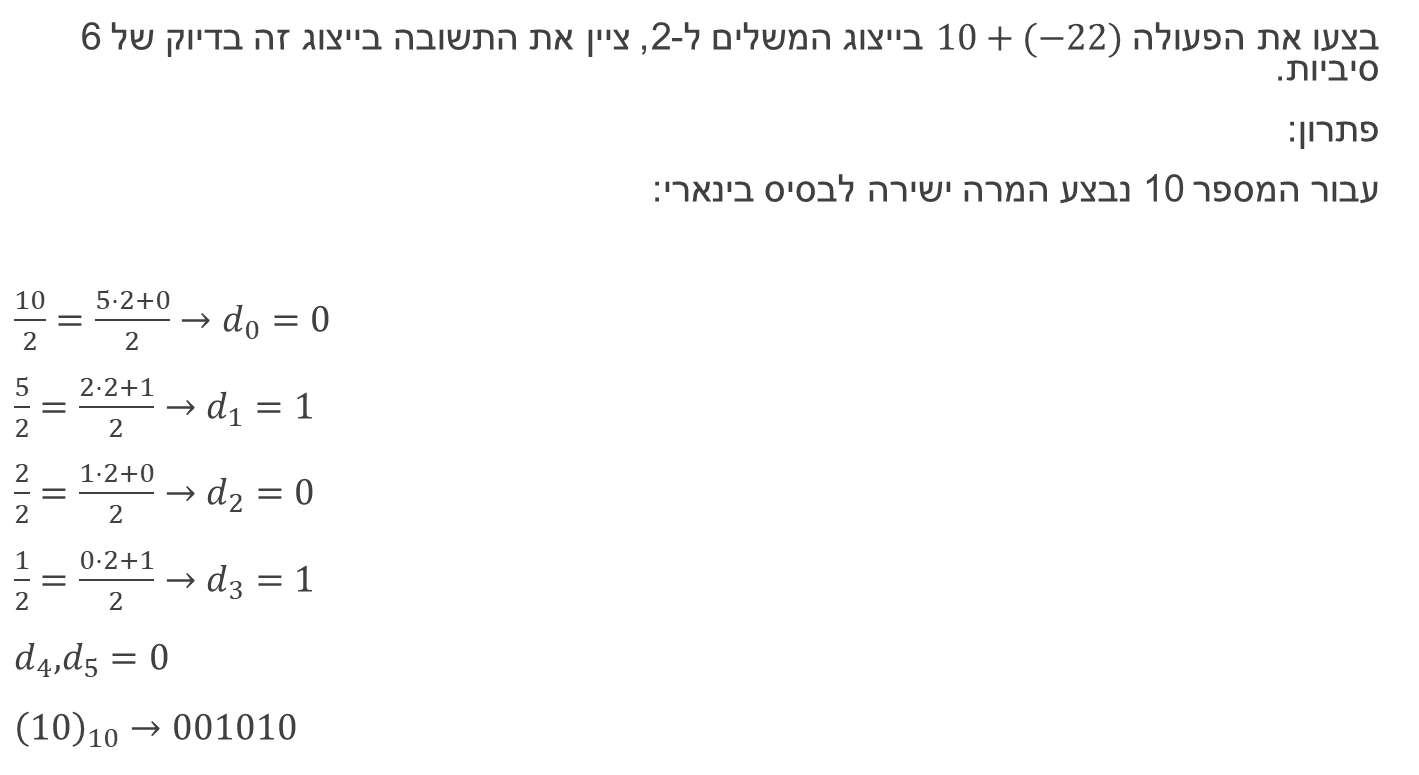 בצעו את הפעולה 10 + (−22) בייצוג המשלים ל-2, ציין את התשובה בייצוג זה בדיוק של 6
סיביות.
פתרון:
עבור המספר 10 נבצע המרה ישירה לבסיס בינארי:
10/2 = (5·2+0)/2 → d₀ = 0
5/2 = (2·2+1)/2 → d₁ = 1
2/2 = (1·2+0)/2 → d₂ = 0
1/2 = (0·2+1)/2 → d₃ = 1
d₄,d₅ = 0
(10)₁₀ → 001010